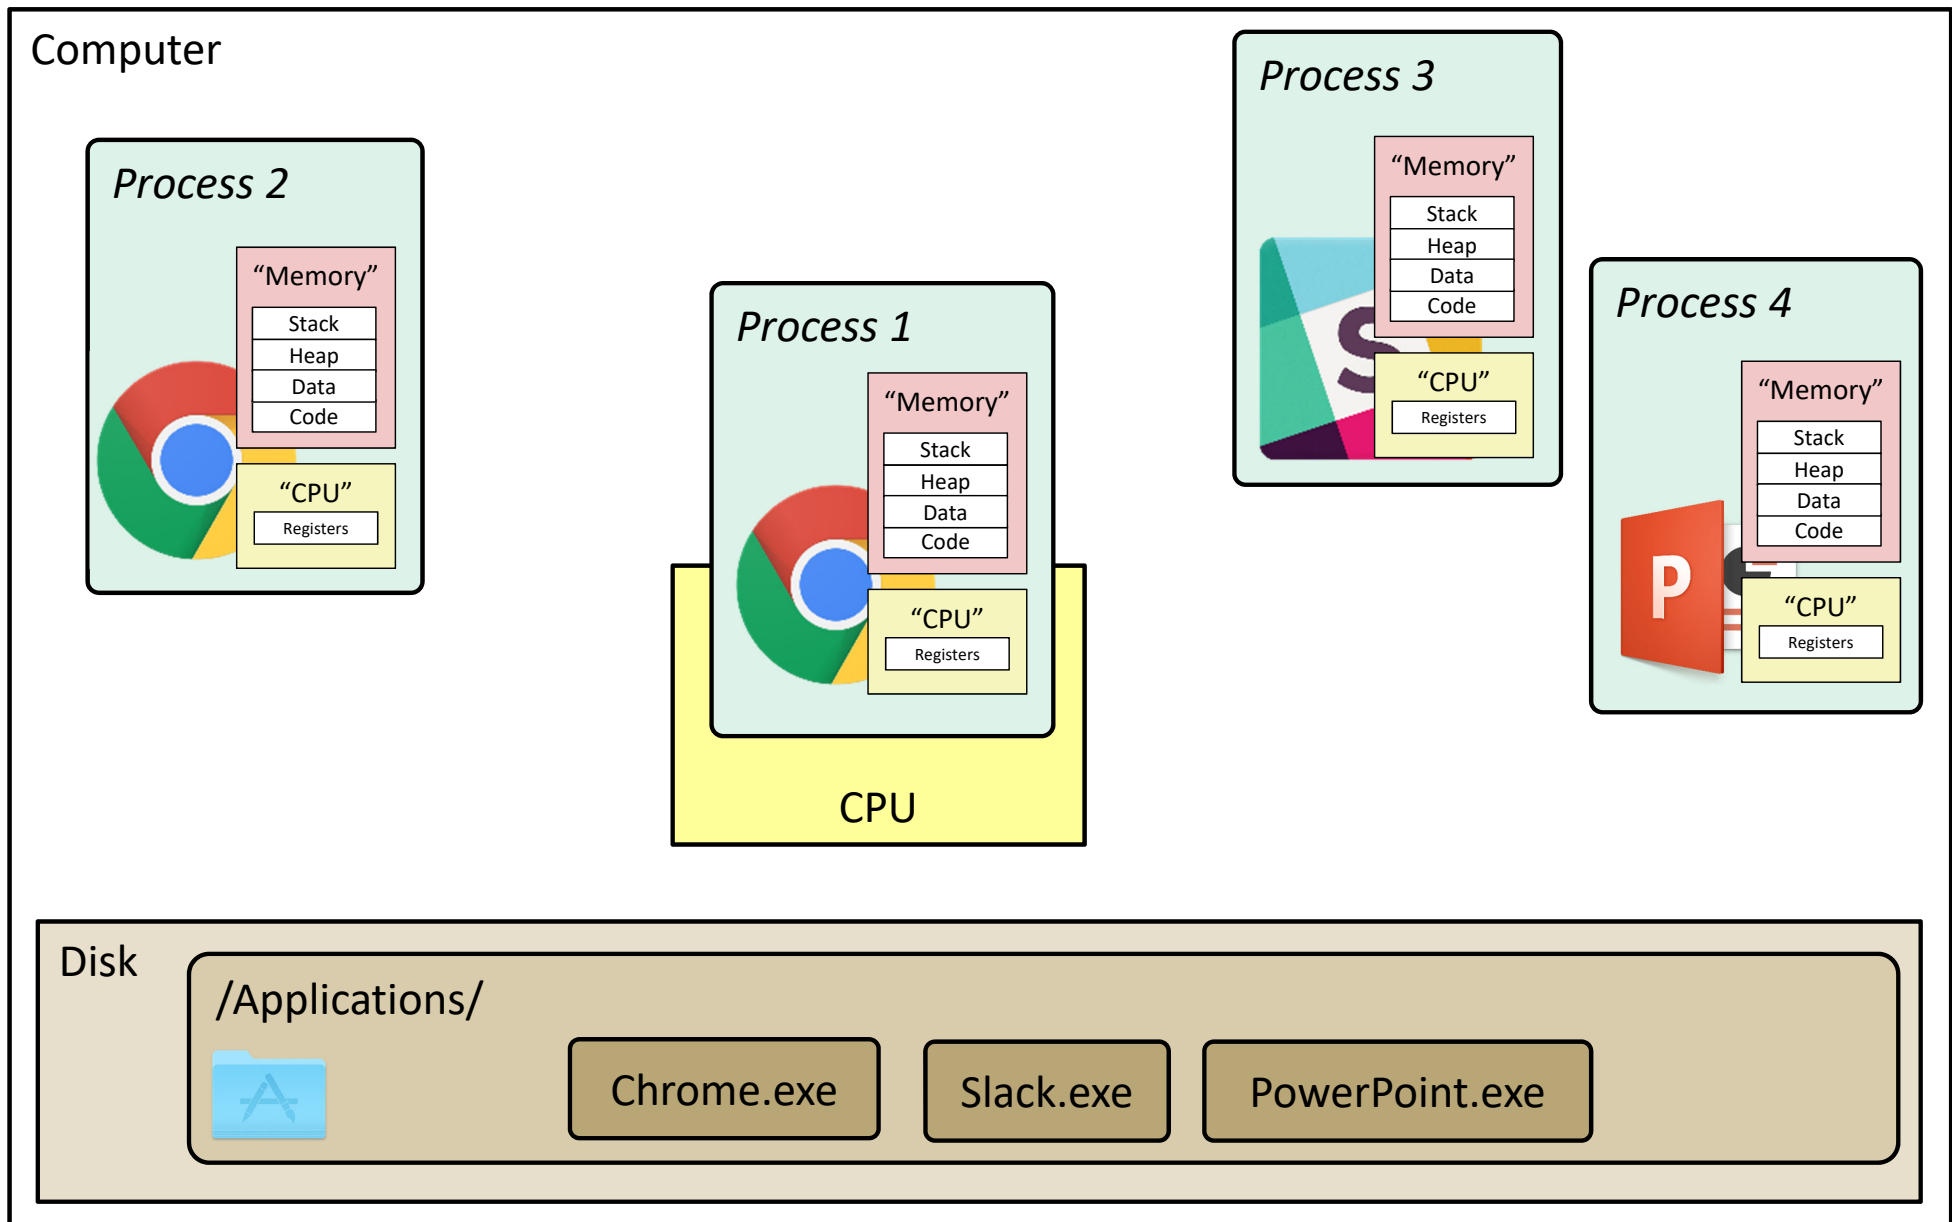 Computer
Process 2
“Memory”
Stack
Heap
Data
Code
“CPU”
Registers
Process 1
“Memory”
Stack
Heap
Data
Code
“CPU”
Registers
CPU
Process 3
“Memory”
Stack
Heap
Data
Code
S
“CPU”
Registers
Process 4
“Memory”
Stack
Heap
Data
Code
P
“CPU”
Registers
Disk
/Applications/
Chrome.exe
Slack.exe
PowerPoint.exe